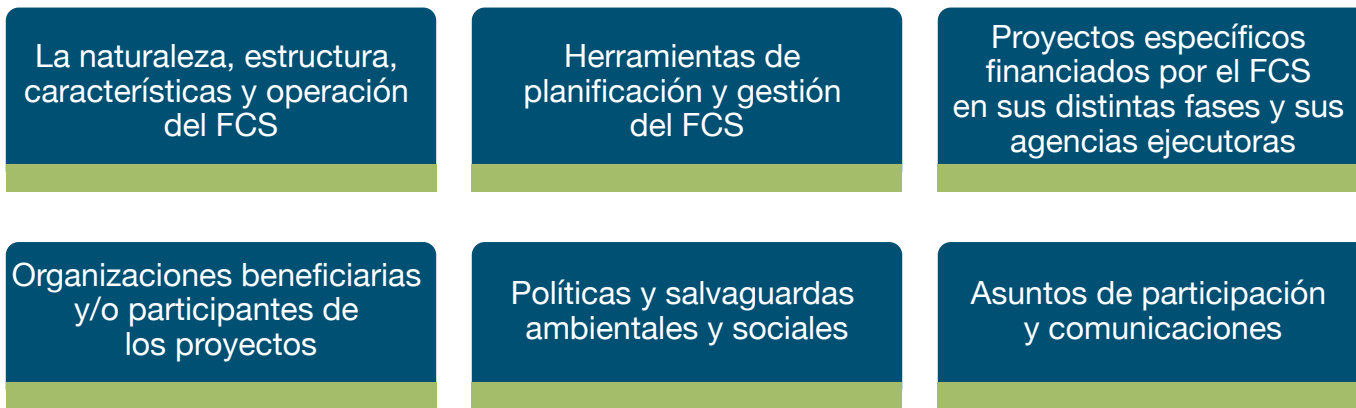 La naturaleza, estructura,
características y operación
del FCS
Herramientas de
planificación y gestión
del FCS
Proyectos específicos
financiados por el FCS
en sus distintas fases y sus
agencias ejecutoras
Organizaciones beneficiarias
y/o participantes de
los proyectos
Políticas y salvaguardas
ambientales y sociales
Asuntos de participación
y comunicaciones